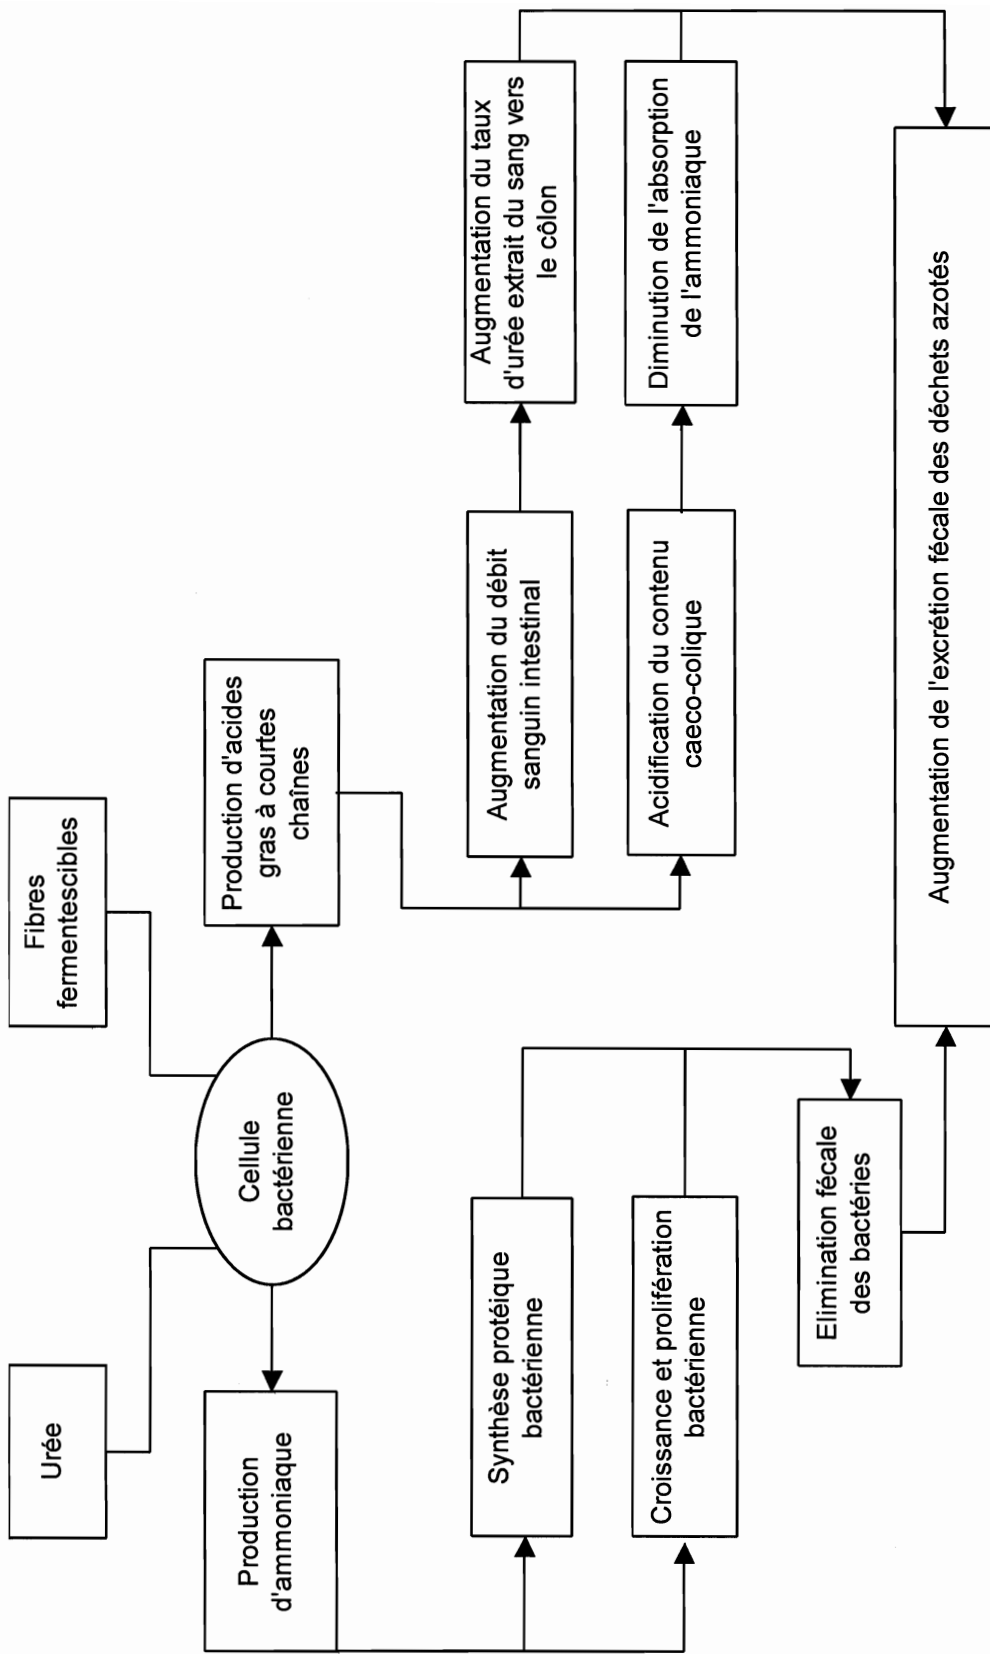 Urée
Fibres
fermentescibles
Cellule
bactérienne
Production
d'ammoniaque
Production d'acides
gras à courtes
chaînes
Synthèse protéique
bactérienne
Augmentation du débit
sanguin intestinal
Augmentation du taux
d'urée extrait du sang vers
le côlon
Croissance et prolifération
bactérienne
Acidification du contenu
caeco-colique
Diminution de l'absorption
de l'ammoniaque
Elimination fécale
des bactéries
Augmentation de l'excrétion fécale des déchets azotés